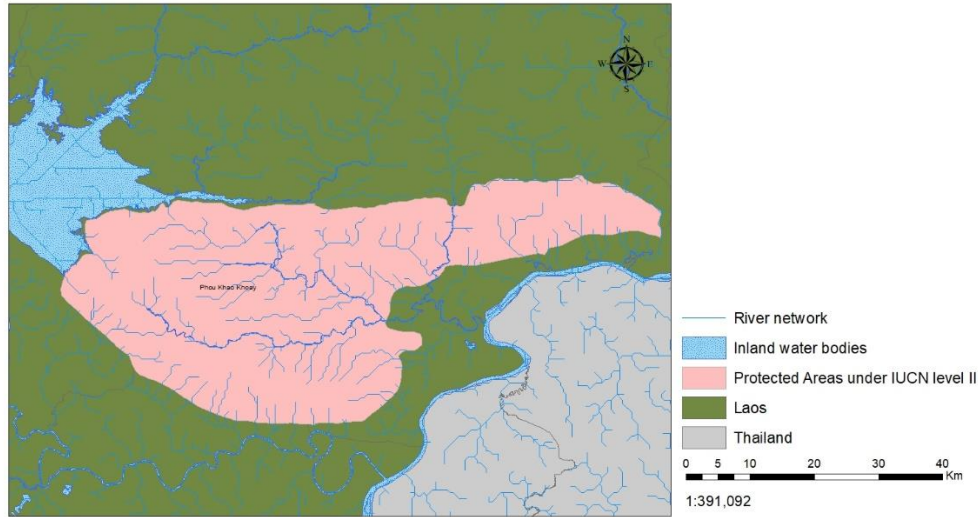 N
W E
S
Phou Khao Khoay
River network
Inland water bodies
Protected Areas under IUCN level II
Laos
Thailand
0 5 10 20 30 40
Km
1:391,092